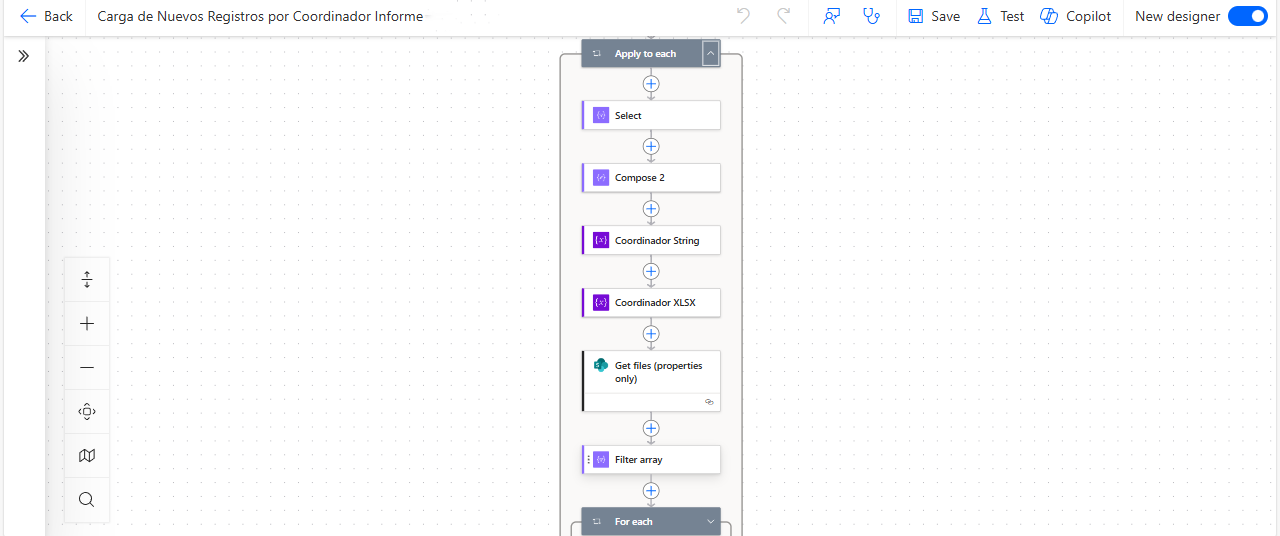 Back
Carga de Nuevos Registros por Coordinador Informe
Save
Test
Copilot
New designer
Apply to each
Select
Compose 2
Coordinador String
Coordinador XLSX
Get files (properties
only)
Filter array
For each